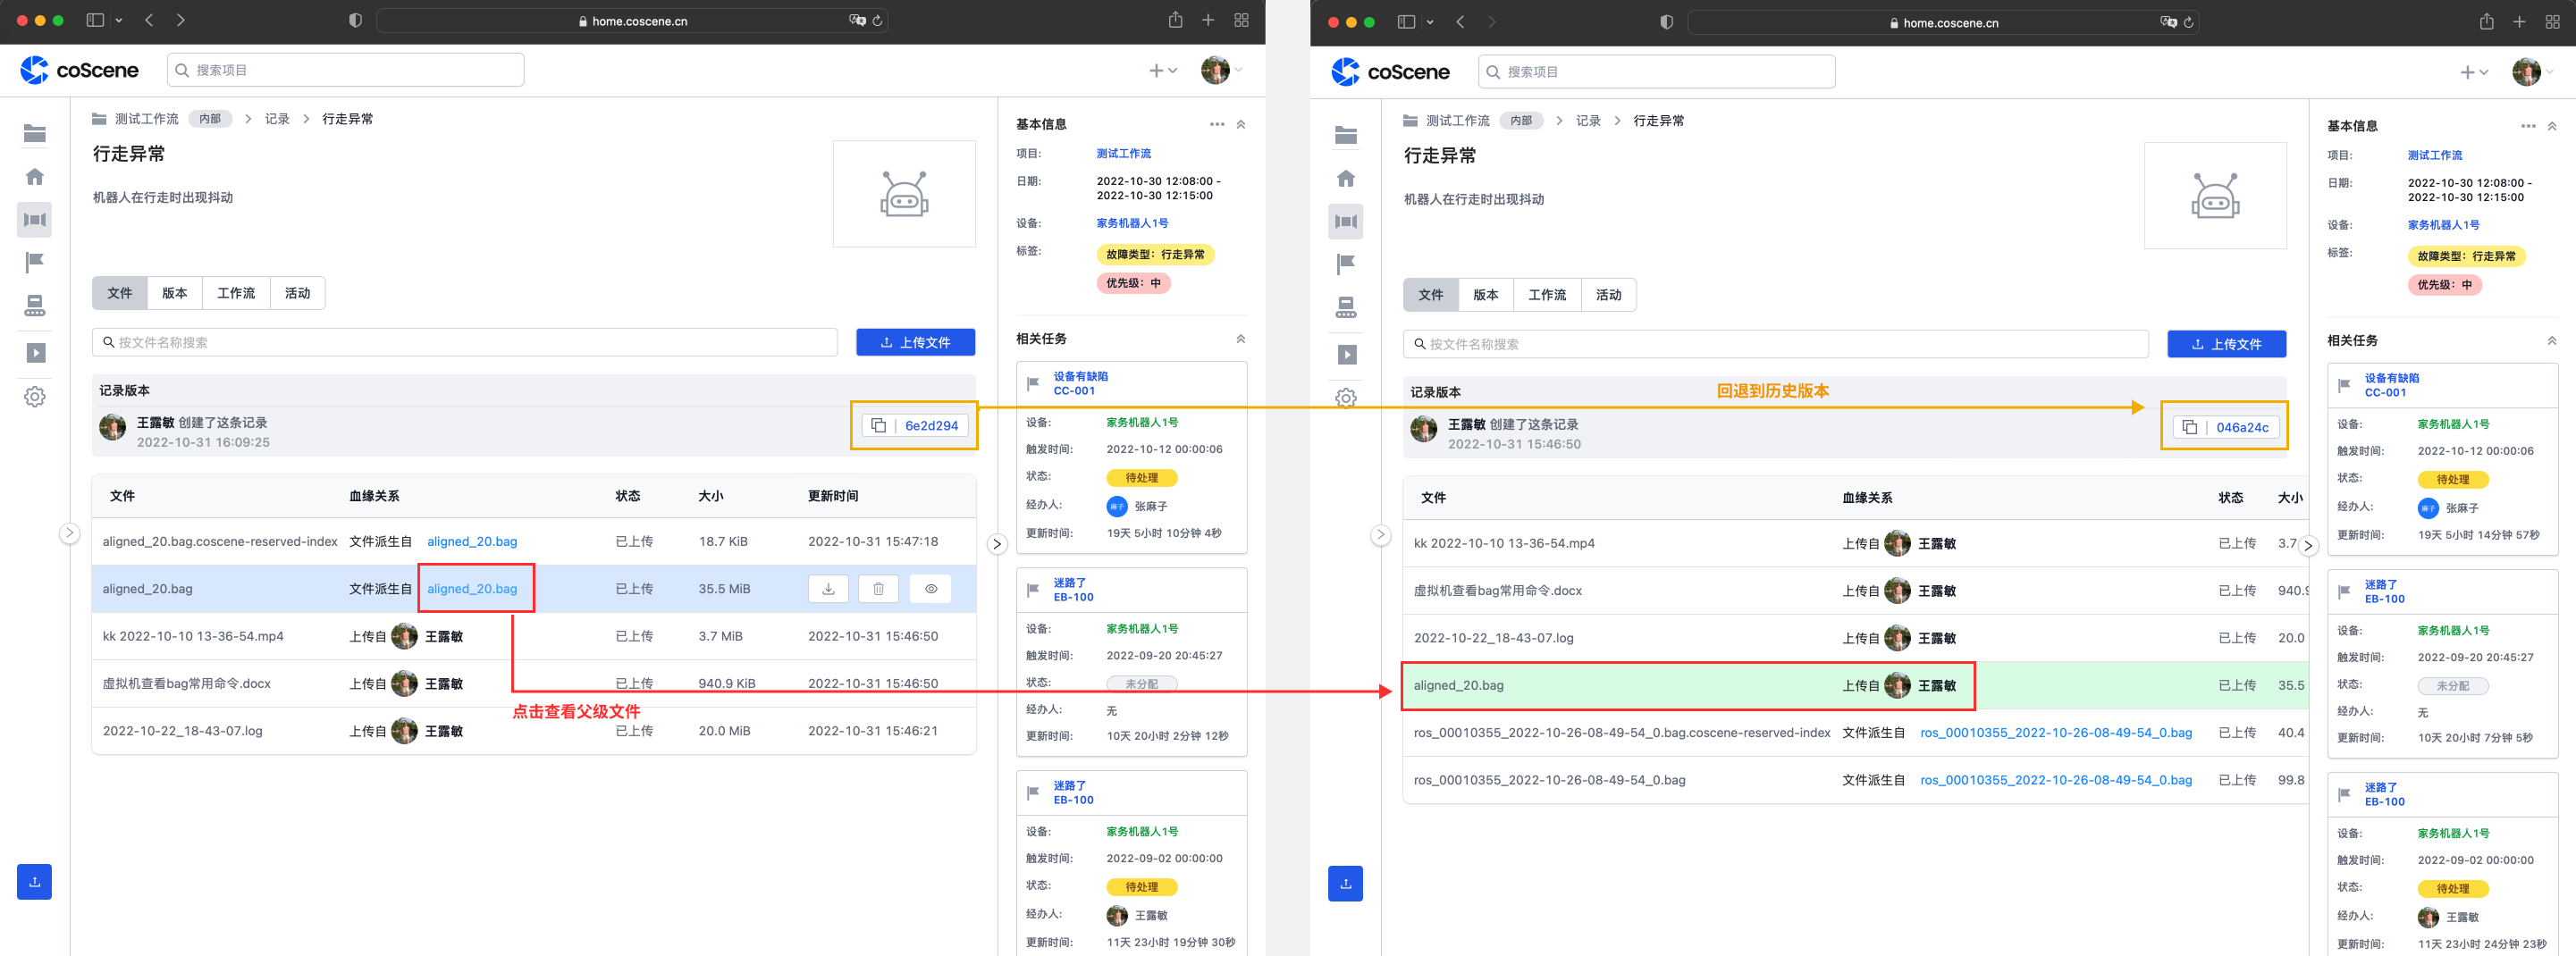 home.coscene.cn
coScene
搜索项目
测试工作流 内部 记录 行走异常
行走异常
机器人在行走时出现抖动
文件 版本 工作流 活动
按文件名称搜索
上传文件
记录版本
王露敏 创建了这条记录
2022-10-31 16:09:25
6e2d294
文件 血缘关系 状态 大小 更新时间
aligned_20.bag.coscene-reserved-index 文件派生自 aligned_20.bag 已上传 18.7 KiB 2022-10-31 15:47:18
aligned_20.bag 文件派生自 aligned_20.bag 已上传 35.5 MiB
kk 2022-10-10 13-36-54.mp4 上传自 王露敏 已上传 3.7 MiB 2022-10-31 15:46:50
虚拟机查看bag常用命令.docx 上传自 王露敏 已上传 940.9 KiB 2022-10-31 15:46:50
点击查看父级文件
2022-10-22_18-43-07.log 上传自 王露敏 已上传 20.0 MiB 2022-10-31 15:46:21
基本信息
项目: 测试工作流
日期: 2022-10-30 12:08:00 -
2022-10-30 12:15:00
设备: 家务机器人1号
标签: 故障类型：行走异常
优先级：中
相关任务
设备有缺陷
CC-001
设备: 家务机器人1号
触发时间: 2022-10-12 00:00:06
状态: 待处理
经办人: 麻子 张麻子
更新时间: 19天 5小时 10分钟 4秒
迷路了
EB-100
设备: 家务机器人1号
触发时间: 2022-09-20 20:45:27
状态: 未分配
经办人: 无
更新时间: 10天 20小时 2分钟 12秒
迷路了
EB-100
设备: 家务机器人1号
触发时间: 2022-09-02 00:00:00
状态: 待处理
经办人: 王露敏
更新时间: 11天 23小时 19分钟 30秒
home.coscene.cn
coScene
搜索项目
测试工作流 内部 记录 行走异常
行走异常
机器人在行走时出现抖动
文件 版本 工作流 活动
按文件名称搜索
上传文件
记录版本
回退到历史版本
王露敏 创建了这条记录
2022-10-31 15:46:50
046a24c
文件 血缘关系 状态 大小
kk 2022-10-10 13-36-54.mp4 上传自 王露敏 已上传 3.7
虚拟机查看bag常用命令.docx 上传自 王露敏 已上传 940.9
2022-10-22_18-43-07.log 上传自 王露敏 已上传 20.0
aligned_20.bag 上传自 王露敏 已上传 35.5
ros_00010355_2022-10-26-08-49-54_0.bag.coscene-reserved-index 文件派生自 ros_00010355_2022-10-26-08-49-54_0.bag 已上传 40.4
ros_00010355_2022-10-26-08-49-54_0.bag 文件派生自 ros_00010355_2022-10-26-08-49-54_0.bag 已上传 99.8
基本信息
项目: 测试工作流
日期: 2022-10-30 12:08:00 -
2022-10-30 12:15:00
设备: 家务机器人1号
标签: 故障类型：行走异常
优先级：中
相关任务
设备有缺陷
CC-001
设备: 家务机器人1号
触发时间: 2022-10-12 00:00:06
状态: 待处理
经办人: 麻子 张麻子
更新时间: 19天 5小时 14分钟 57秒
迷路了
EB-100
设备: 家务机器人1号
触发时间: 2022-09-20 20:45:27
状态: 未分配
经办人: 无
更新时间: 10天 20小时 7分钟 5秒
迷路了
EB-100
设备: 家务机器人1号
触发时间: 2022-09-02 00:00:00
状态: 待处理
经办人: 王露敏
更新时间: 11天 23小时 24分钟 23秒